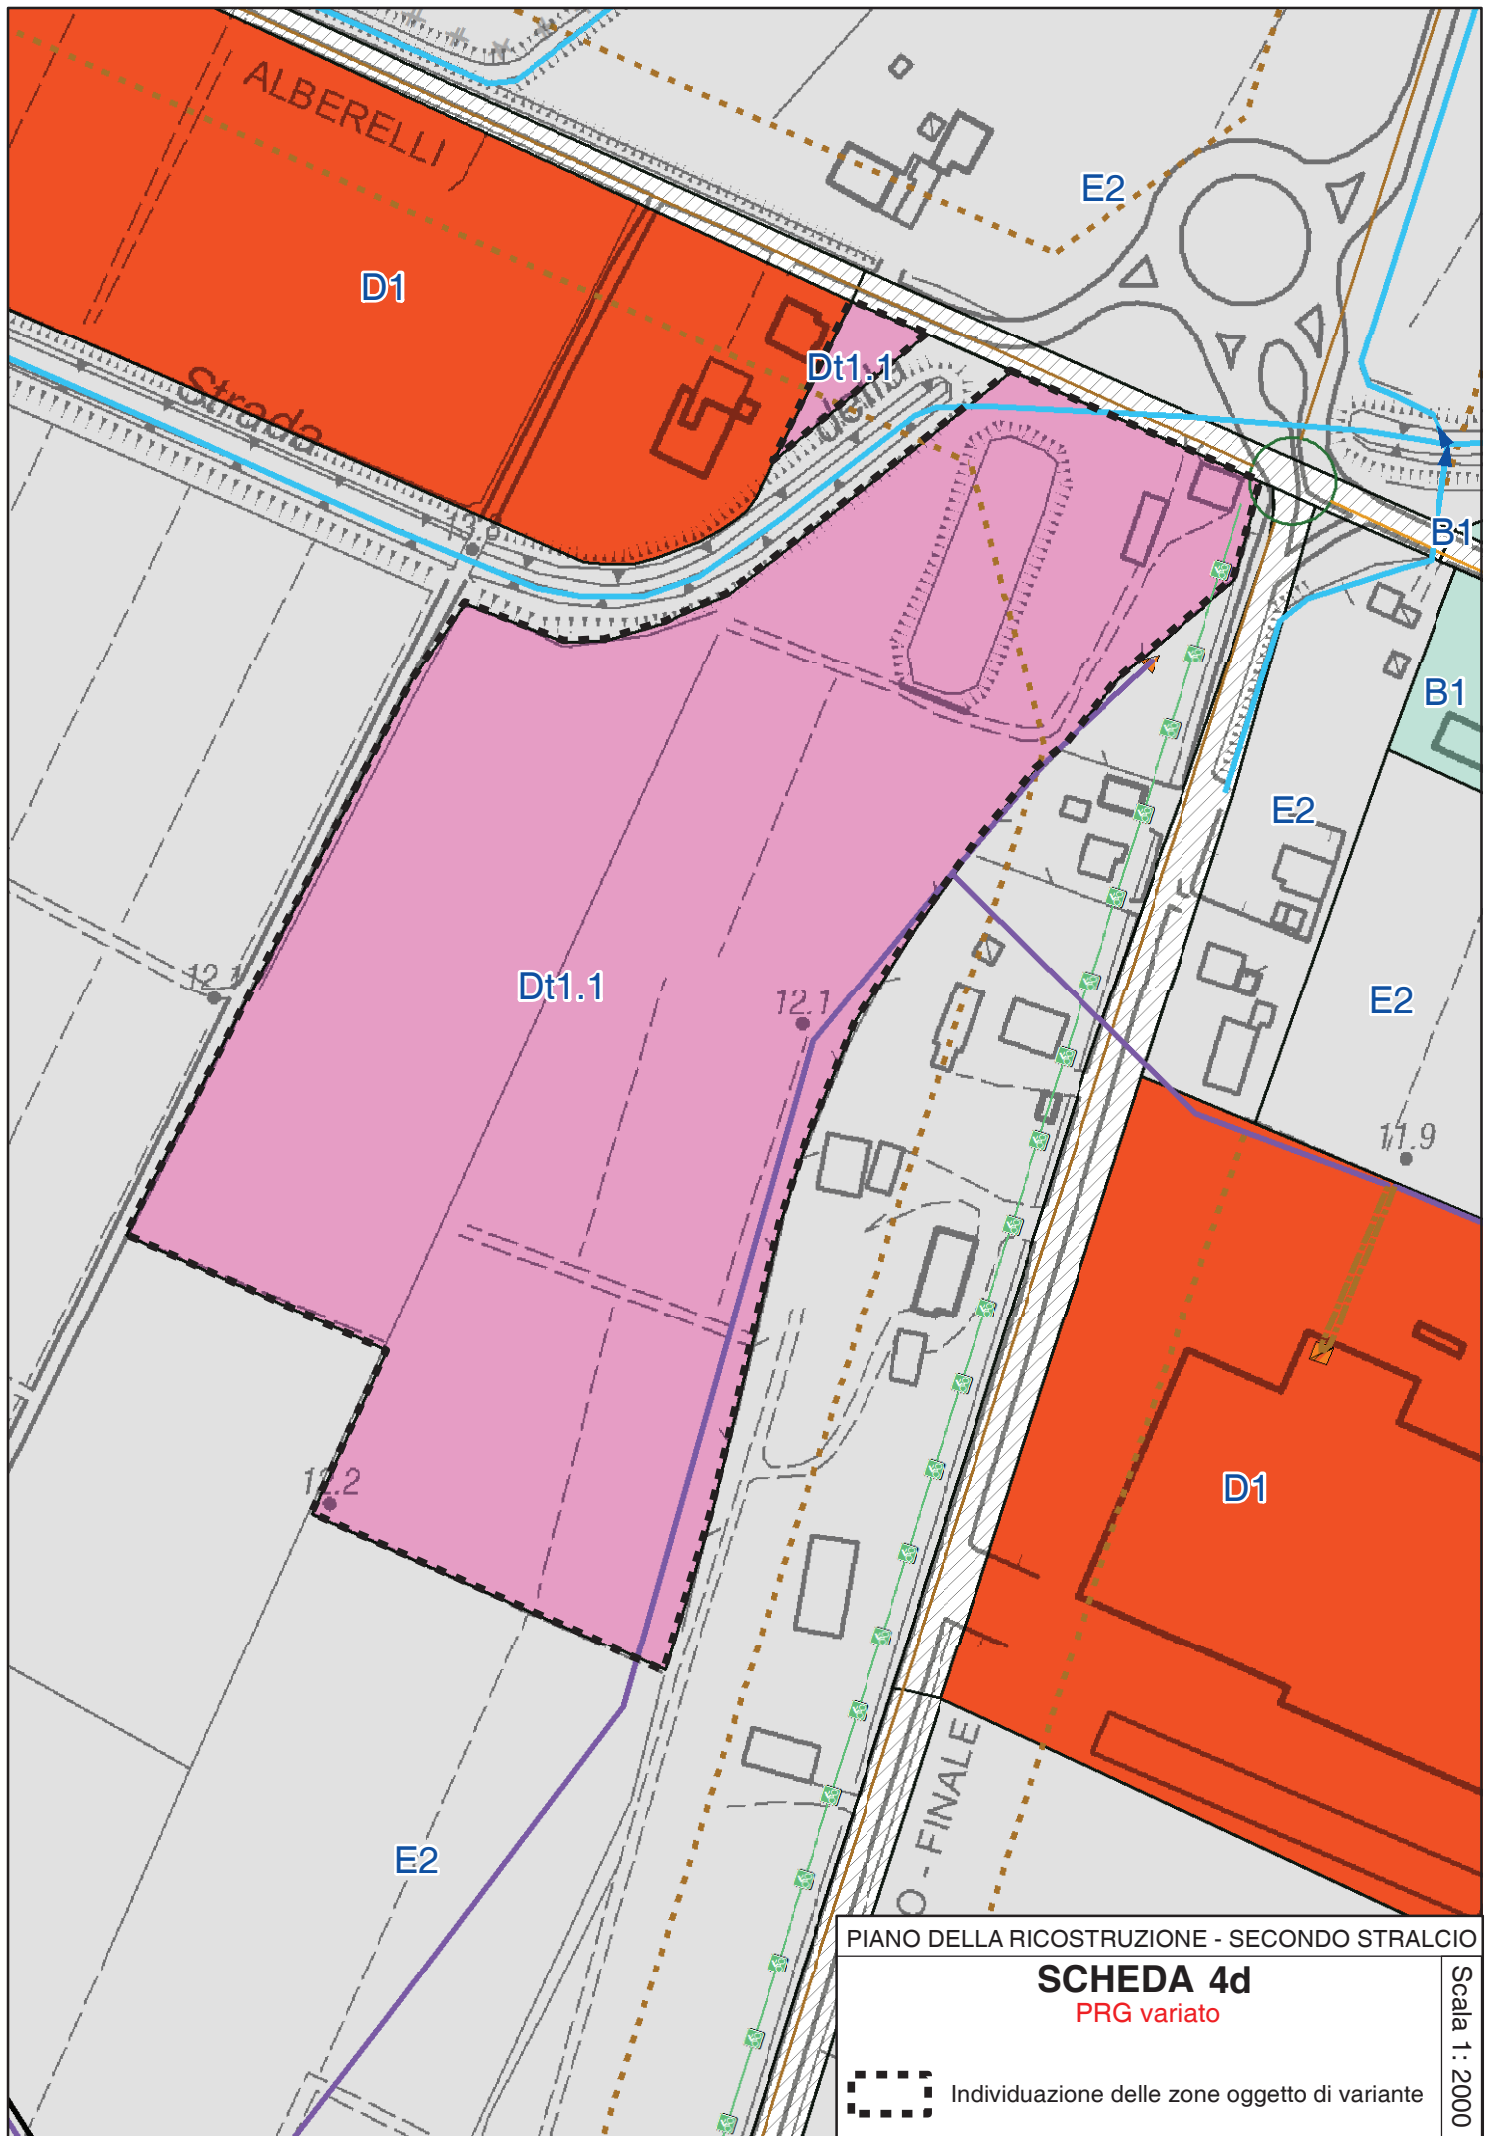 ALBERELLI
E2
D1
Dt1.1
Strada
13.8
B1
B1
E2
12.1
Dt1.1
12.1
E2
11.9
12.2
D1
E2
O - FINALE
PIANO DELLA RICOSTRUZIONE - SECONDO STRALCIO
SCHEDA 4d
PRG variato
Individuazione delle zone oggetto di variante
Scala 1: 2000